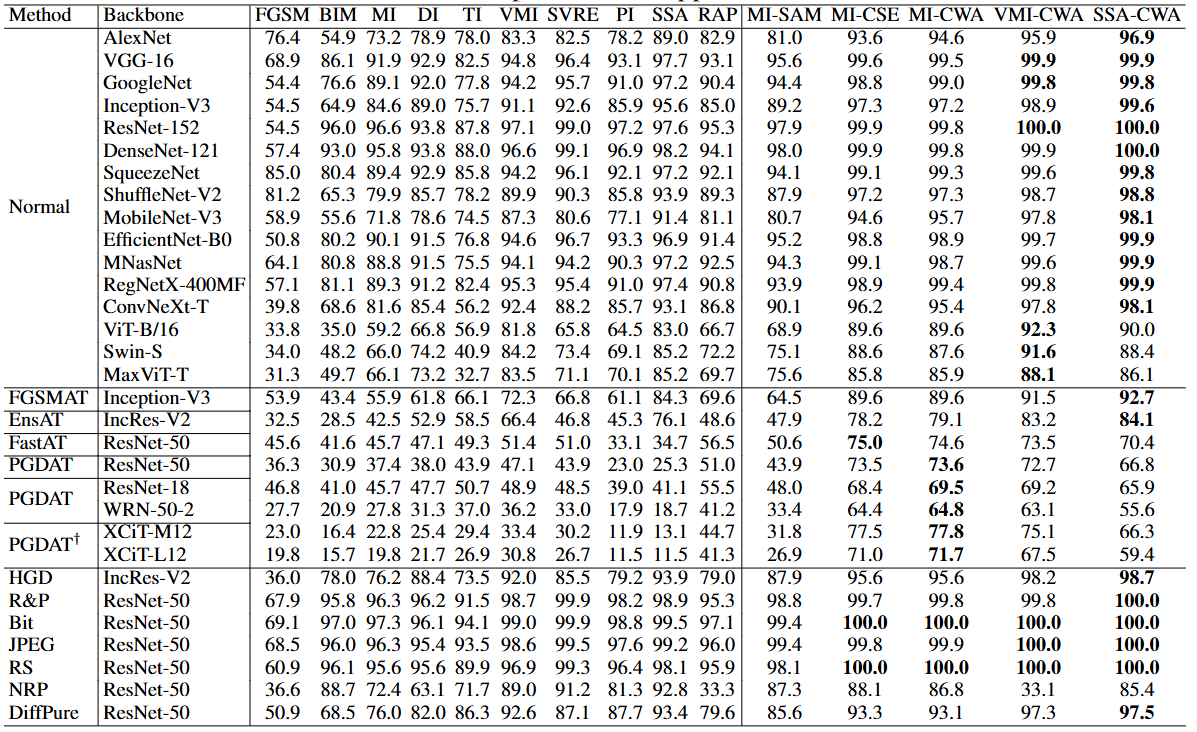 Method Backbone FGSM BIM MI DI TI VMI SVRE PI SSA RAP MI-SAM MI-CSE MI-CWA VMI-CWA SSA-CWA
AlexNet 76.4 54.9 73.2 78.9 78.0 83.3 82.5 78.2 89.0 82.9 81.0 93.6 94.6 95.9 96.9
VGG-16 68.9 86.1 91.9 92.9 82.5 94.8 96.4 93.1 97.7 93.1 95.6 99.6 99.5 99.9 99.9
GoogleNet 54.4 76.6 89.1 92.0 77.8 94.2 95.7 91.0 97.2 90.4 94.4 98.8 99.0 99.8 99.8
Inception-V3 54.5 64.9 84.6 89.0 75.7 91.1 92.6 85.9 95.6 85.0 89.2 97.3 97.2 98.9 99.6
ResNet-152 54.5 96.0 96.6 93.8 87.8 97.1 99.0 97.2 97.6 95.3 97.9 99.9 99.8 100.0 100.0
DenseNet-121 57.4 93.0 95.8 93.8 88.0 96.6 99.1 96.9 98.2 94.1 98.0 99.9 99.8 99.9 100.0
SqueezeNet 85.0 80.4 89.4 92.9 85.8 94.2 96.1 92.1 97.2 92.1 94.1 99.1 99.3 99.6 99.8
Normal ShuffleNet-V2 81.2 65.3 79.9 85.7 78.2 89.9 90.3 85.8 93.9 89.3 87.9 97.2 97.3 98.7 98.8
MobileNet-V3 58.9 55.6 71.8 78.6 74.5 87.3 80.6 77.1 91.4 81.1 80.7 94.6 95.7 97.8 98.1
EfficientNet-B0 50.8 80.2 90.1 91.5 76.8 94.6 96.7 93.3 96.9 91.4 95.2 98.8 98.9 99.7 99.9
MNasNet 64.1 80.8 88.8 91.5 75.5 94.1 94.2 90.3 97.2 92.5 94.3 99.1 98.7 99.6 99.9
RegNetX-400MF 57.1 81.1 89.3 91.2 82.4 95.3 95.4 91.0 97.4 90.8 93.9 98.9 99.4 99.8 99.9
ConvNeXt-T 39.8 68.6 81.6 85.4 56.2 92.4 88.2 85.7 93.1 86.8 90.1 96.2 95.4 97.8 98.1
ViT-B/16 33.8 35.0 59.2 66.8 56.9 81.8 65.8 64.5 83.0 66.7 68.9 89.6 89.6 92.3 90.0
Swin-S 34.0 48.2 66.0 74.2 40.9 84.2 73.4 69.1 85.2 72.2 75.1 88.6 87.6 91.6 88.4
MaxViT-T 31.3 49.7 66.1 73.2 32.7 83.5 71.1 70.1 85.2 69.7 75.6 85.8 85.9 88.1 86.1
FGSMAT Inception-V3 53.9 43.4 55.9 61.8 66.1 72.3 66.8 61.1 84.3 69.6 64.5 89.6 89.6 91.5 92.7
EnsAT IncRes-V2 32.5 28.5 42.5 52.9 58.5 66.4 46.8 45.3 76.1 48.6 47.9 78.2 79.1 83.2 84.1
FastAT ResNet-50 45.6 41.6 45.7 47.1 49.3 51.4 51.0 33.1 34.7 56.5 50.6 75.0 74.6 73.5 70.4
PGDAT ResNet-50 36.3 30.9 37.4 38.0 43.9 47.1 43.9 23.0 25.3 51.0 43.9 73.5 73.6 72.7 66.8
PGDAT ResNet-18 46.8 41.0 45.7 47.7 50.7 48.9 48.5 39.0 41.1 55.5 48.0 68.4 69.5 69.2 65.9
WRN-50-2 27.7 20.9 27.8 31.3 37.0 36.2 33.0 17.9 18.7 41.2 33.4 64.4 64.8 63.1 55.6
PGDAT† XCiT-M12 23.0 16.4 22.8 25.4 29.4 33.4 30.2 11.9 13.1 44.7 31.8 77.5 77.8 75.1 66.3
XCiT-L12 19.8 15.7 19.8 21.7 26.9 30.8 26.7 11.5 11.5 41.3 26.9 71.0 71.7 67.5 59.4
HGD IncRes-V2 36.0 78.0 76.2 88.4 73.5 92.0 85.5 79.2 93.9 79.0 87.9 95.6 95.6 98.2 98.7
R&P ResNet-50 67.9 95.8 96.3 96.2 91.5 98.7 99.9 98.2 98.9 95.3 98.8 99.7 99.8 99.8 100.0
Bit ResNet-50 69.1 97.0 97.3 96.1 94.1 99.0 99.9 98.8 99.5 97.1 99.4 100.0 100.0 100.0 100.0
JPEG ResNet-50 68.5 96.0 96.3 95.4 93.5 98.6 99.5 97.6 99.2 96.0 99.4 99.8 99.9 100.0 100.0
RS ResNet-50 60.9 96.1 95.6 95.6 89.9 96.9 99.3 96.4 98.1 95.9 98.1 100.0 100.0 100.0 100.0
NRP ResNet-50 36.6 88.7 72.4 63.1 71.7 89.0 91.2 81.3 92.8 33.3 87.3 88.1 86.8 33.1 85.4
DiffPure ResNet-50 50.9 68.5 76.0 82.0 86.3 92.6 87.1 87.7 93.4 79.6 85.6 93.3 93.1 97.3 97.5